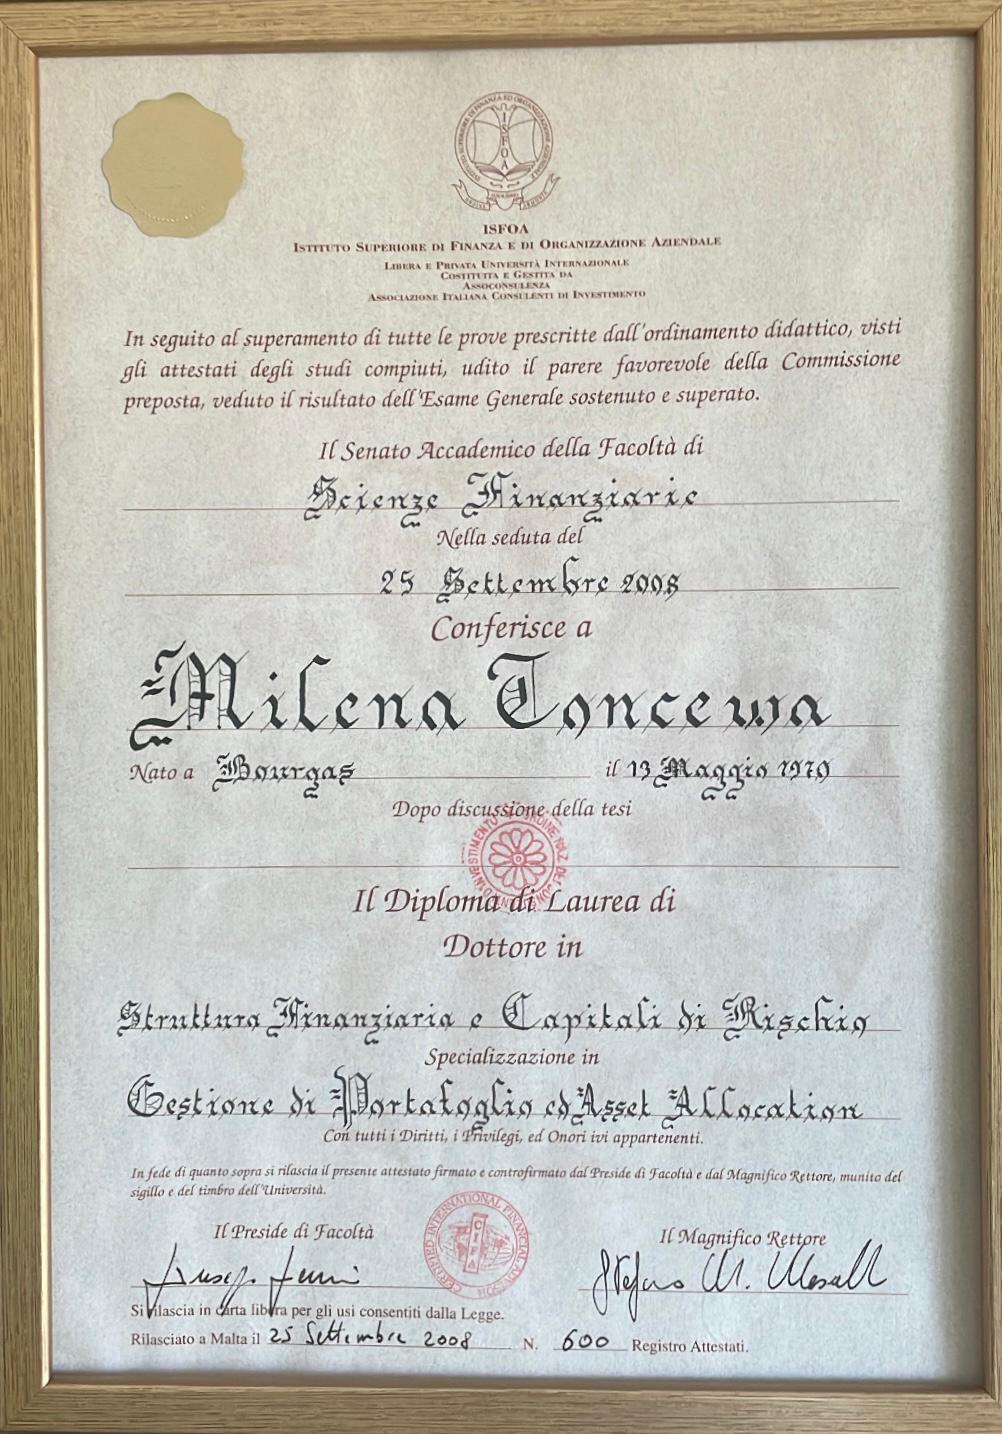 ISFOA
ISTITUTO SUPERIORE DI FINANZA E DI ORGANIZZAZIONE AZIENDALE
LIBERA E PRIVATA UNIVERSITÀ INTERNAZIONALE
COSTITUITA E GESTITA DA
ASSOCONSULENZA
ASSOCIAZIONE ITALIANA CONSULENTI DI INVESTIMENTO
In seguito al superamento di tutte le prove prescritte dall'ordinamento didattico, visti
gli attestati degli studi compiuti, udito il parere favorevole della Commissione
preposta, veduto il risultato dell'Esame Generale sostenuto e superato.
Il Senato Accademico della Facoltà di
Scienze Finanziarie
Nella seduta del
25 Settembre 2008
Conferisce a
Milena Toncewa
Nato a Bourgas il 13 Maggio 1970
Dopo discussione della tesi
Il Diploma di Laurea di
Dottore in
Struttura Finanziaria e Capitali di Rischio
Specializzazione in
Gestione di Portafoglio ed Asset Allocation
Con tutti i Diritti, i Privilegi, ed Onori ivi appartenenti.
In fede di quanto sopra si rilascia il presente attestato firmato e controfirmato dal Preside di Facoltà e dal Magnifico Rettore, munito del
sigillo e del timbro dell'Università.
CERTIFIED INTERNATIONAL FINANCIAL
CIFA
Il Preside di Facoltà Il Magnifico Rettore
Si rilascia in carta libera per gli usi consentiti dalla Legge.
Rilasciato a Malta il 25 Settembre 2008 N. 600 Registro Attestati.